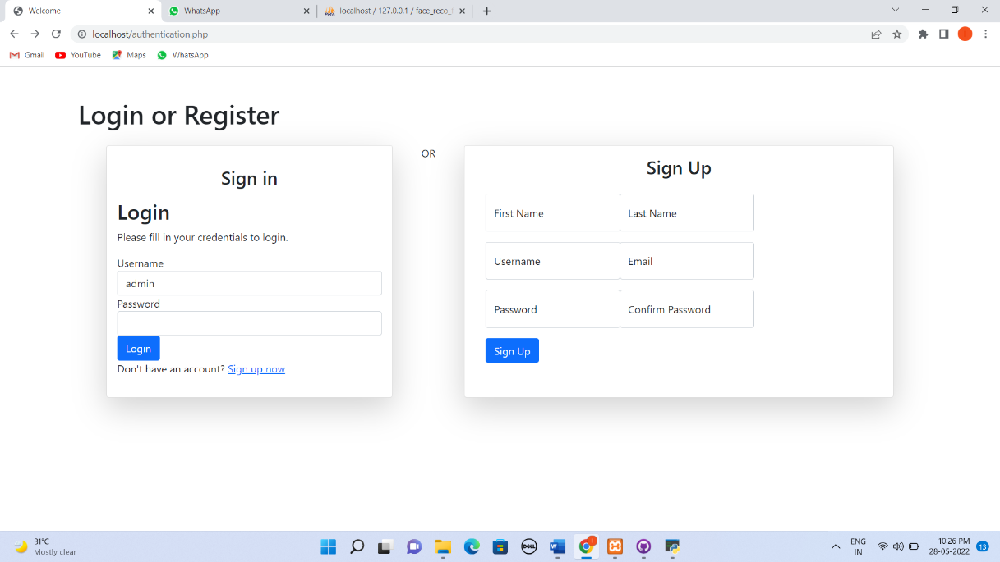 Welcome
WhatsApp
localhost / 127.0.0.1 / face_reco_
localhost/authentication.php
I
Gmail
YouTube
Maps
WhatsApp
Login or Register
Sign in
Login
Please fill in your credentials to login.
Username
admin
Password
Login
Don't have an account? Sign up now.
OR
Sign Up
First Name
Last Name
Username
Email
Password
Confirm Password
Sign Up
31°C
Mostly clear
DELL
ENG
IN
10:26 PM
28-05-2022
13